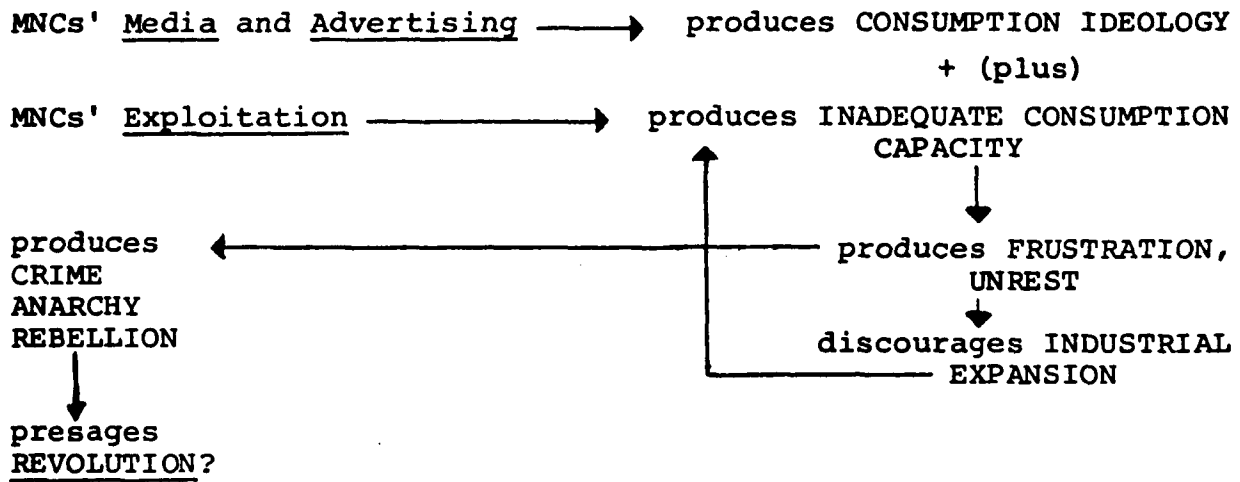 MNCs' Media and Advertising produces CONSUMPTION IDEOLOGY
+ (plus)
MNCs' Exploitation produces INADEQUATE CONSUMPTION
CAPACITY
produces produces FRUSTRATION,
CRIME UNREST
ANARCHY
REBELLION discourages INDUSTRIAL
EXPANSION
presages
REVOLUTION?